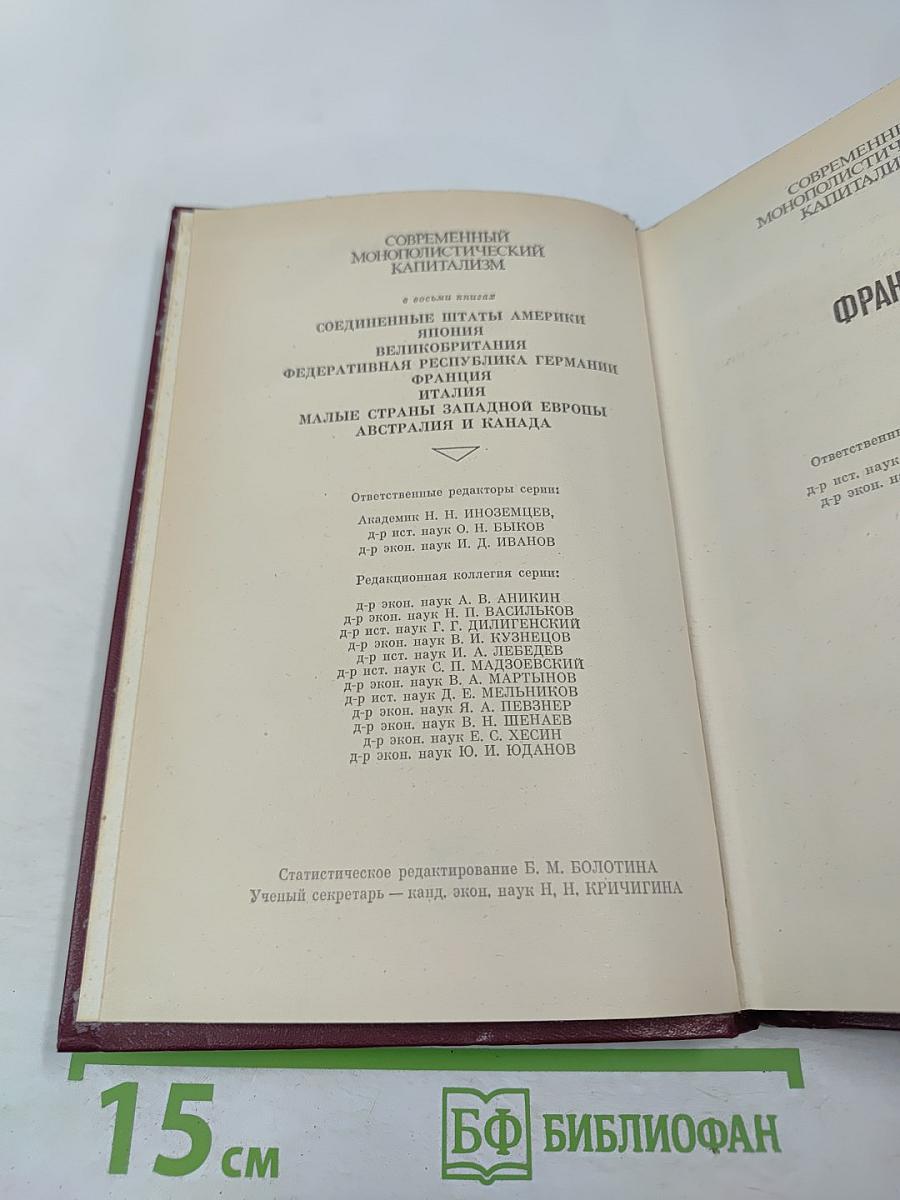 СОВРЕМЕННЫЙ
МОНОПОЛИСТИЧЕСКИЙ
КАПИТАЛИЗМ
в восьми книгах
СОЕДИНЕННЫЕ ШТАТЫ АМЕРИКИ
ЯПОНИЯ
ВЕЛИКОБРИТАНИЯ
ФЕДЕРАТИВНАЯ РЕСПУБЛИКА ГЕРМАНИИ
ФРАНЦИЯ
ИТАЛИЯ
МАЛЫЕ СТРАНЫ ЗАПАДНОЙ ЕВРОПЫ
АВСТРАЛИЯ И КАНАДА
Ответственные редакторы серии:
Академик Н. Н. ИНОЗЕМЦЕВ,
д-р ист. наук О. Н. БЫКОВ
д-р экон. наук И. Д. ИВАНОВ
Редакционная коллегия серии:
д-р экон. наук А. В. АНИКИН
д-р экон. наук Н. П. ВАСИЛЬКОВ
д-р ист. наук Г. Г. ДИЛИГЕНСКИЙ
д-р экон. наук В. И. КУЗНЕЦОВ
д-р ист. наук И. А. ЛЕБЕДЕВ
д-р ист. наук С. П. МАДЗОЕВСКИЙ
д-р экон. наук В. А. МАРТЫНОВ
д-р ист. наук Д. Е. МЕЛЬНИКОВ
д-р экон. наук Я. А. ПЕВЗНЕР
д-р экон. наук В. Н. ШЕНАЕВ
д-р экон. наук Е. С. ХЕСИН
д-р экон. наук Ю. И. ЮДАНОВ
Статистическое редактирование Б. М. БОЛОТИНА
Ученый секретарь — канд. экон. наук Н. Н. КРИЧИГИНА
СОВРЕМЕННЫ
МОНОПОЛИСТИЧЕ
КАПИТАЛИ
ФРАН
Ответственны
д-р ист. наук
д-р экон. на
15 см
БФ БИБЛИОФАН